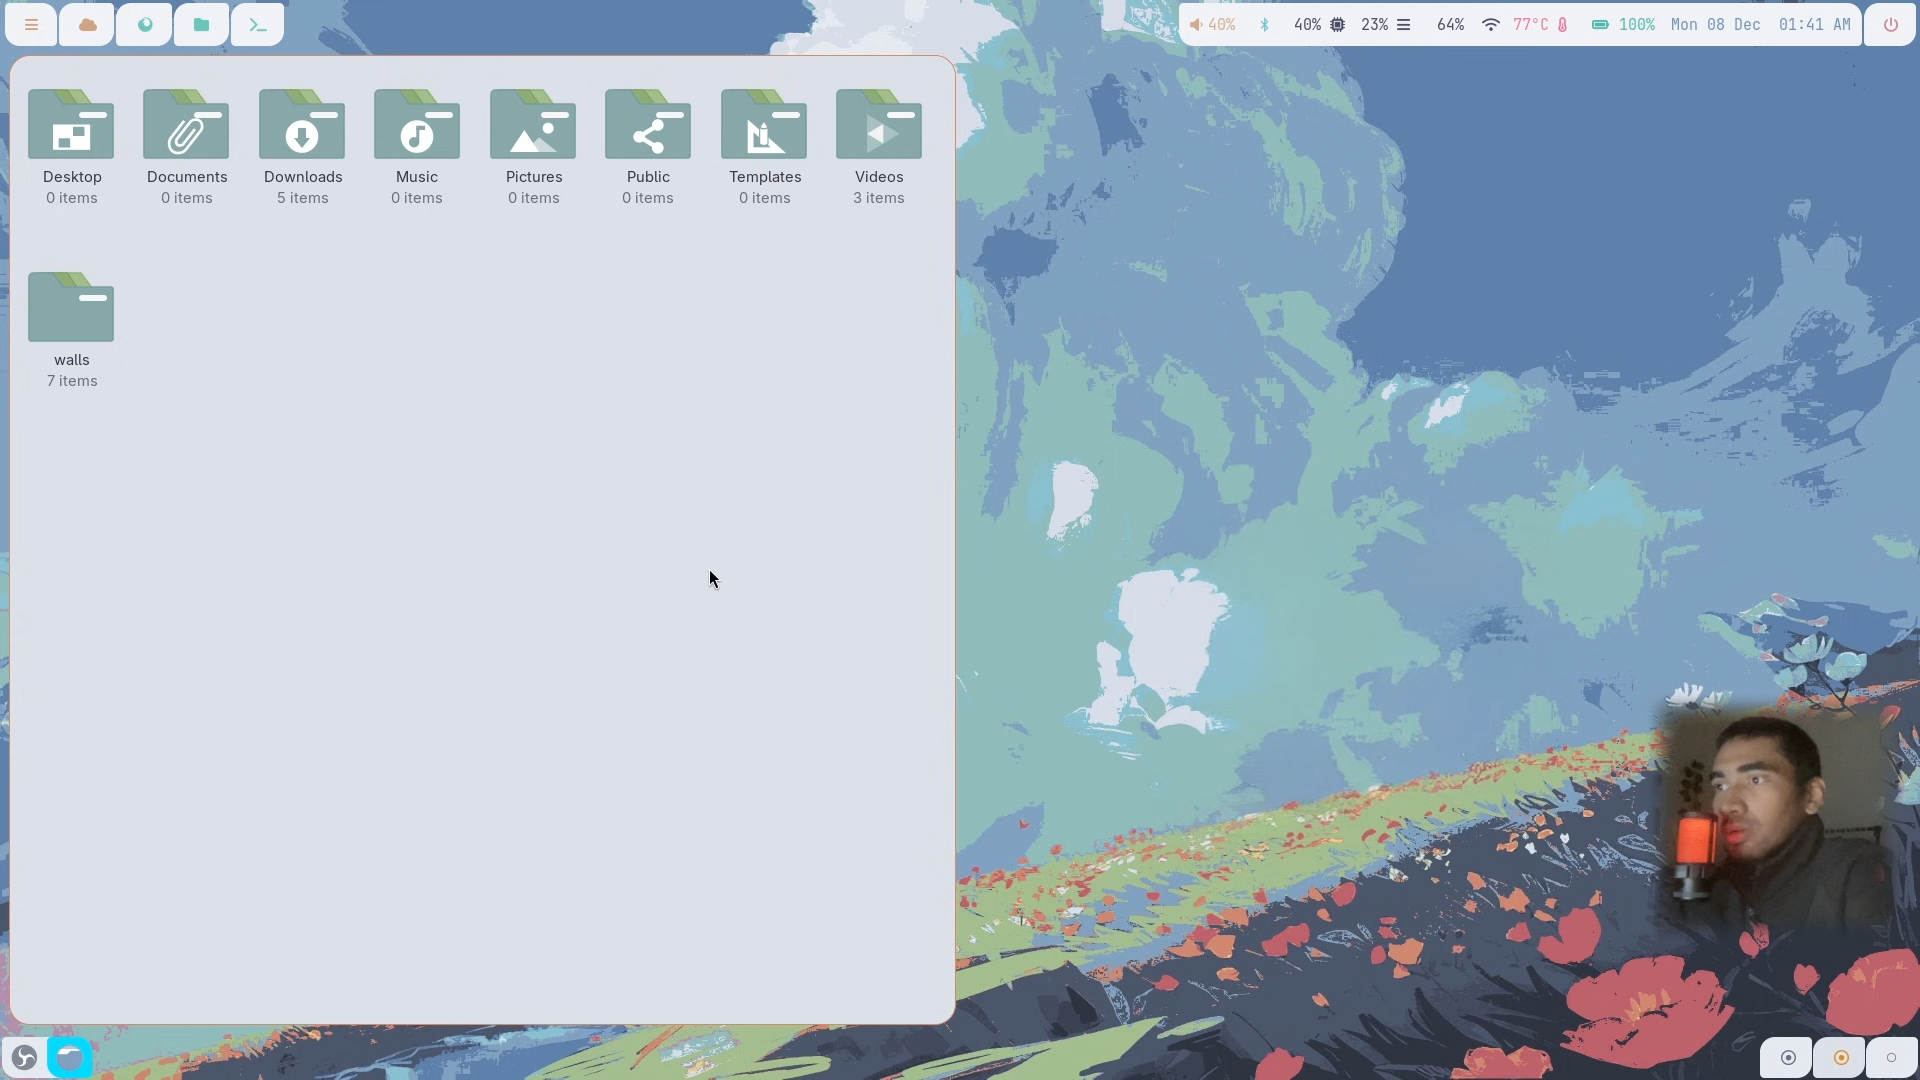 40% 40% 23% 64% 77°C 100% Mon 08 Dec 01:41 AM
Desktop Documents Downloads Music Pictures Public Templates Videos
0 items 0 items 5 items 0 items 0 items 0 items 0 items 3 items
walls
7 items